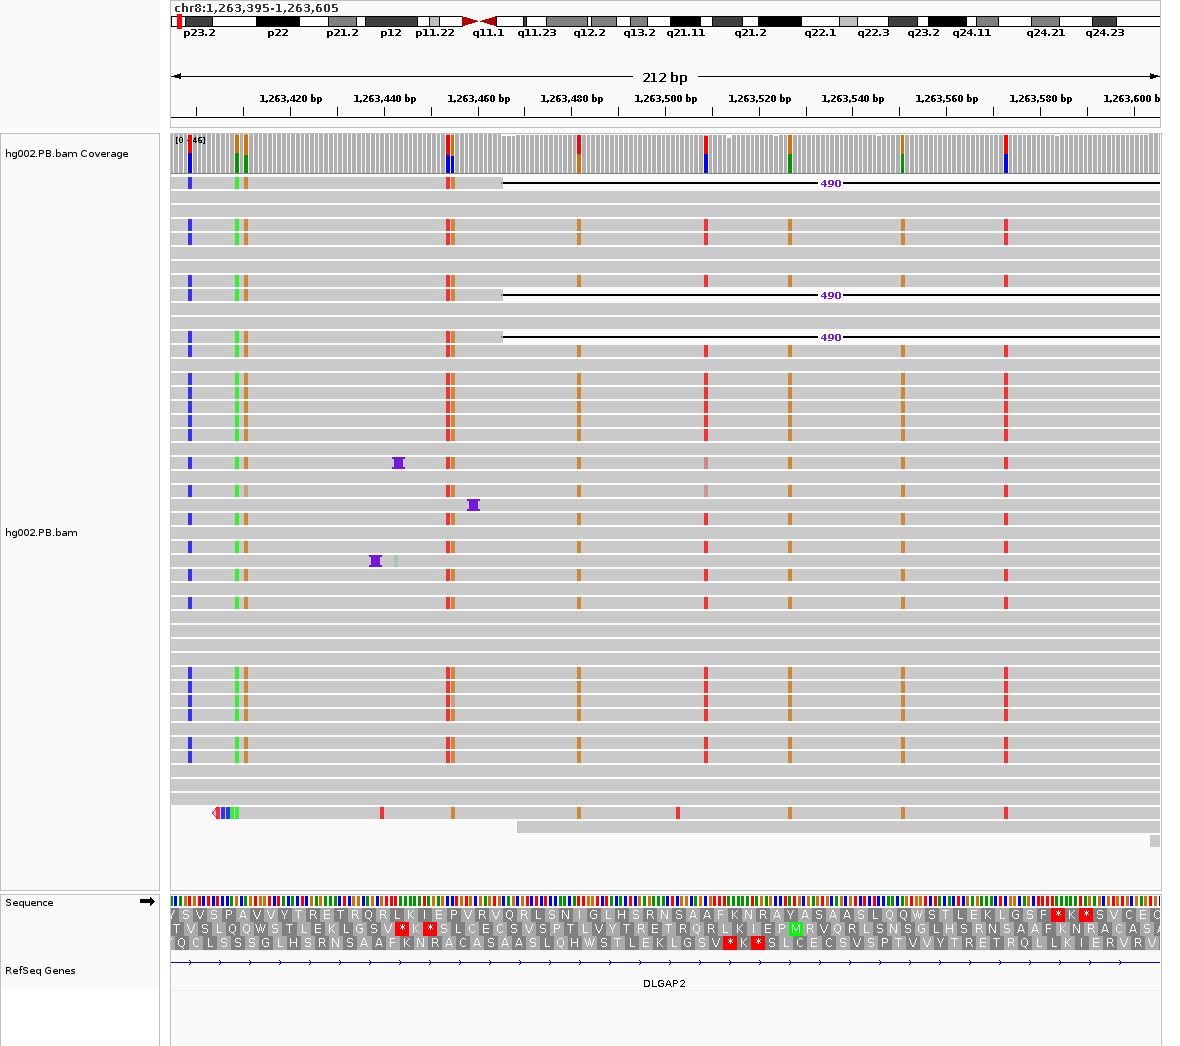 chr8:1,263,395-1,263,605
p23.2 p22 p21.2 p12 p11.22 q11.1 q11.23 q12.2 q13.2 q21.11 q21.2 q22.1 q22.3 q23.2 q24.11 q24.21 q24.23
212 bp
1,263,420 bp 1,263,440 bp 1,263,460 bp 1,263,480 bp 1,263,500 bp 1,263,520 bp 1,263,540 bp 1,263,560 bp 1,263,580 bp 1,263,600 b
hg002.PB.bam Coverage
[0 - 46]
490
490
490
hg002.PB.bam
Sequence
Y S V S P A V V Y T R E T R Q R L K I E P V R V Q R L S N I G L H S R N S A A F K N R A Y A S A A S L Q Q W S T L E K L G S F * K * S V C E C
T V S L Q Q W S T L E K L G S V * K * S L C E C S V S P T L V Y T R E T R Q R L K I E P M R V Q R L S N S G L H S R N S A A F K N R A C A S A
Q C L S S S G L H S R N S A A F K N R A C A S A A S L Q H W S T L E K L G S V * K * S L C E C S V S P T V V Y T R E T R Q L L K I E R V R V
RefSeq Genes
DLGAP2